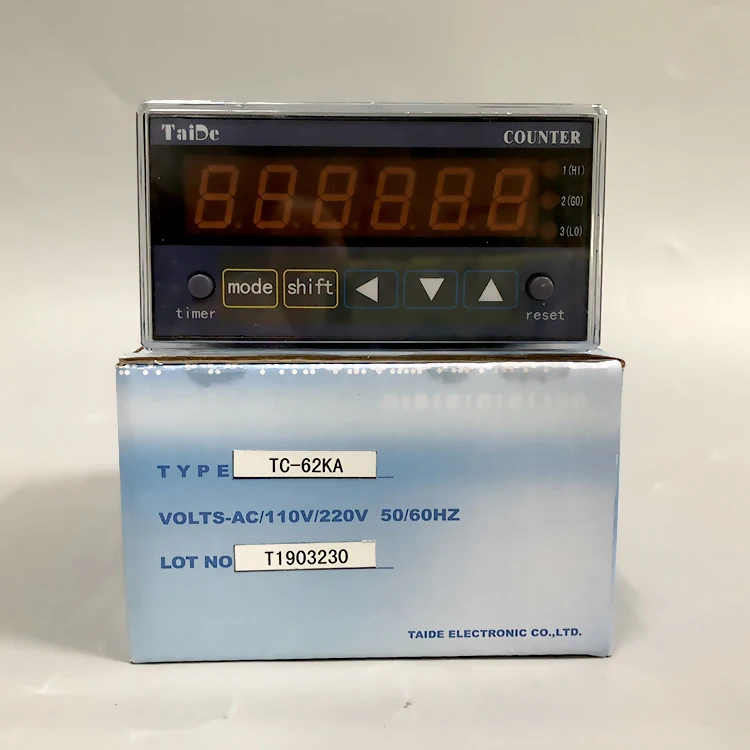 TaiDe
COUNTER
888888
1(HI)
2(GO)
3(LO)
mode
shift
timer
reset
TYPE TC-62KA
VOLTS-AC/110V/220V 50/60HZ
LOT NO T1903230
TAIDE ELECTRONIC CO.,LTD.